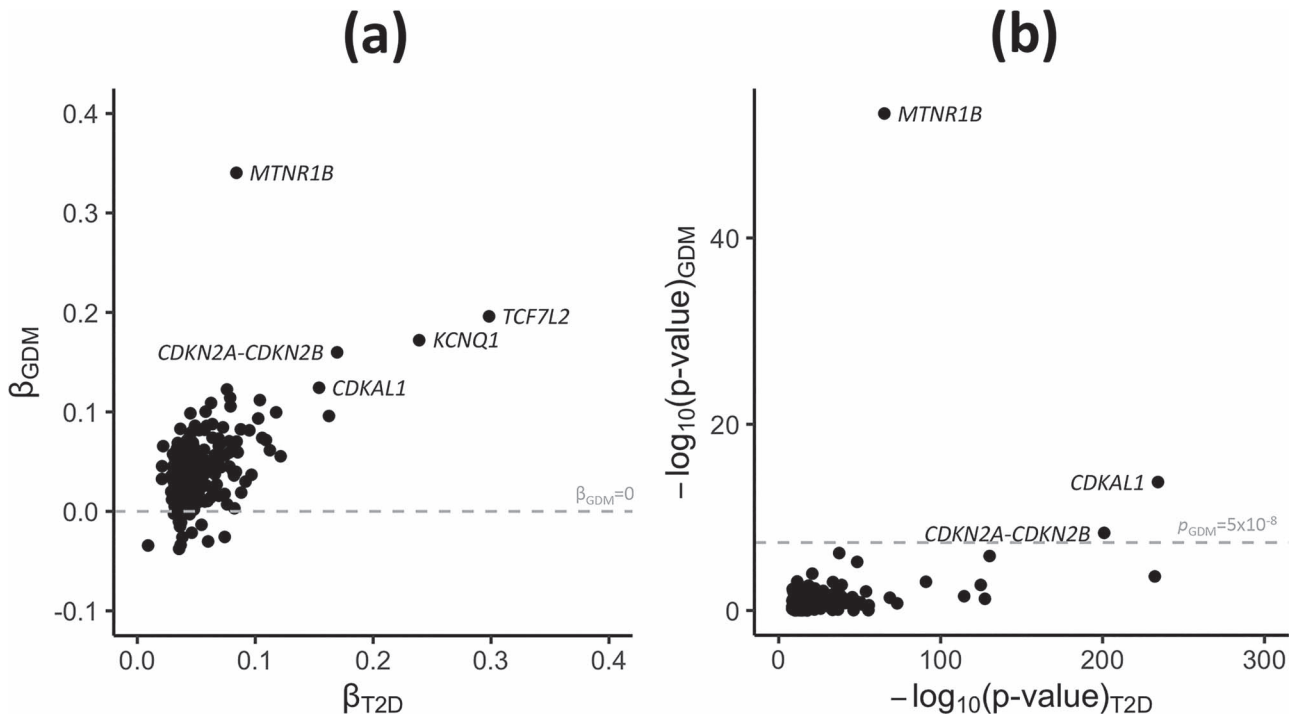 (a)
0.4
0.3
0.2
0.1
0.0
-0.1
βGDM
MTNR1B
TCF7L2
KCNQ1
CDKN2A-CDKN2B
CDKAL1
βGDM=0
0.0 0.1 0.2 0.3 0.4
βT2D
(b)
40
20
0
−log10(p-value)GDM
MTNR1B
CDKAL1
CDKN2A-CDKN2B
pGDM=5x10-8
0 100 200 300
−log10(p-value)T2D